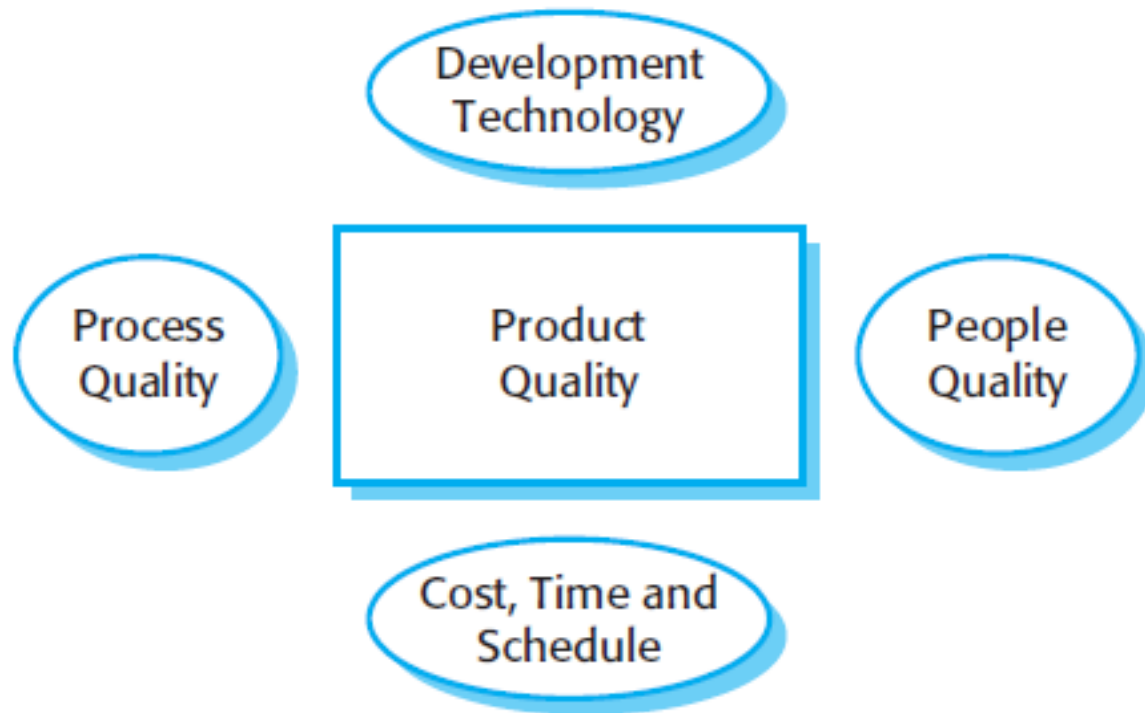 Development
Technology
Process
Quality
Product
Quality
People
Quality
Cost, Time and
Schedule